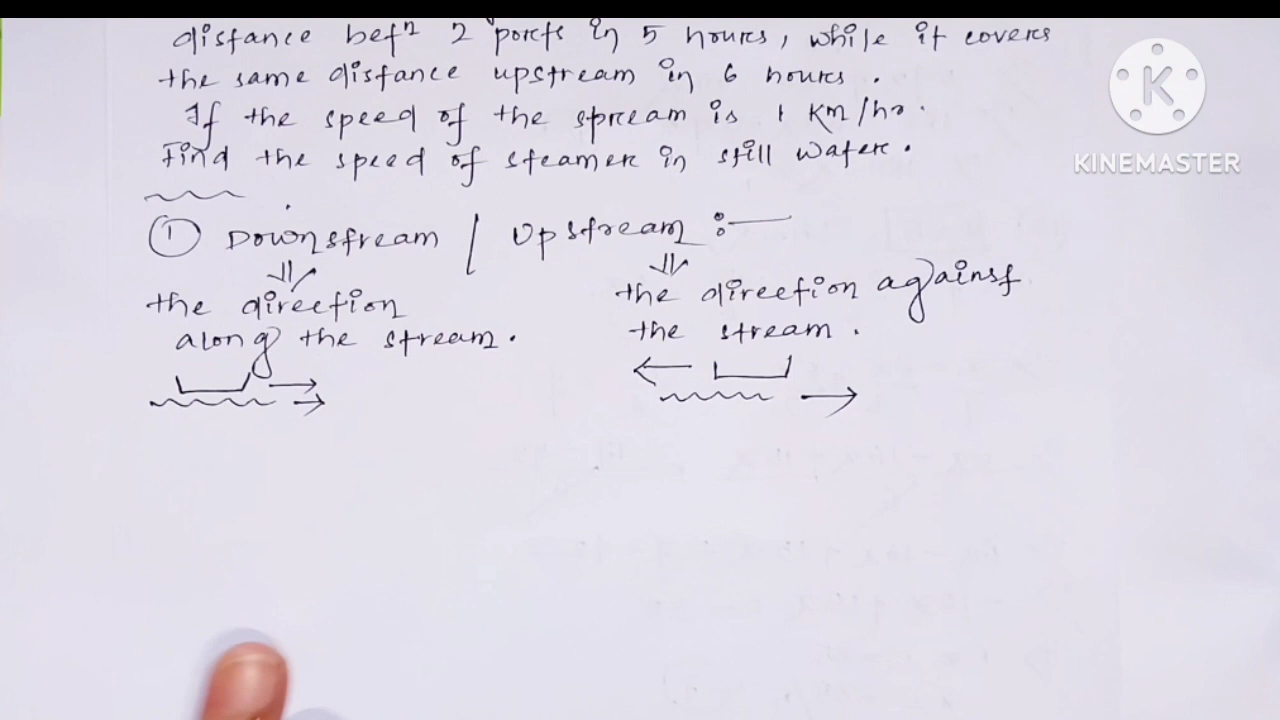 distance betn 2 ports in 5 hours, while it covers
the same distance upstream in 6 hours.
If the speed of the spream is 1 Km/hr.
Find the speed of steamer in still water.
① Downstream / Upstream :—
the direction
along the stream.
the direction against
the stream.
K
KINEMASTER